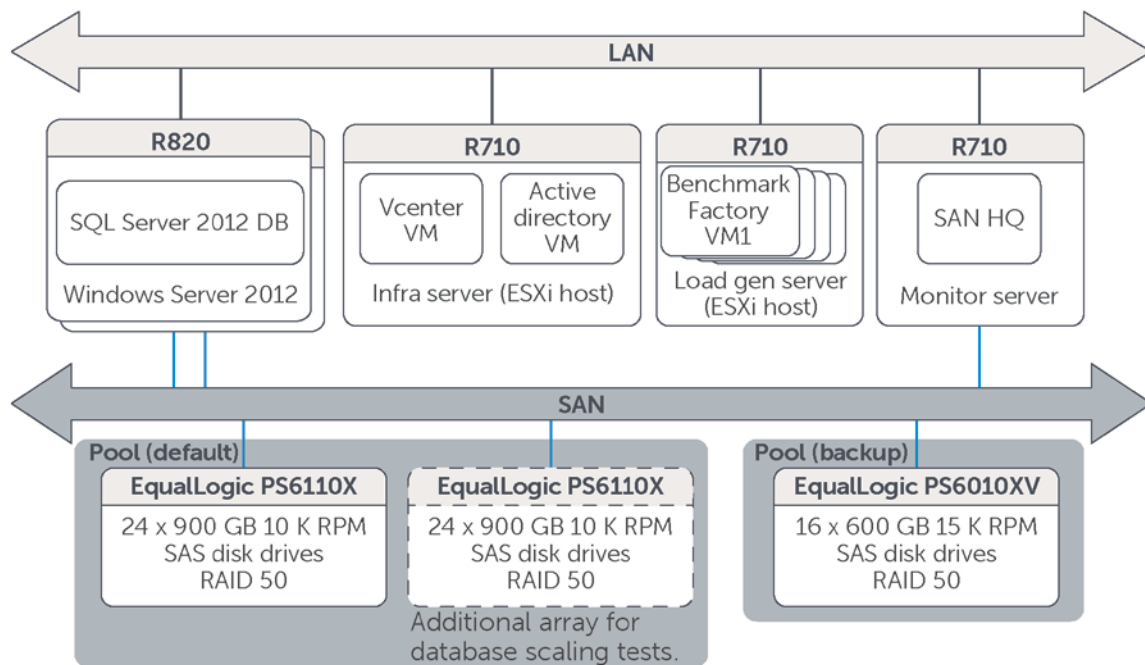 LAN
R820
SQL Server 2012 DB
Windows Server 2012
R710
Vcenter
VM
Active
directory
VM
Infra server (ESXi host)
R710
Benchmark
Factory
VM1
Load gen server
(ESXi host)
R710
SAN HQ
Monitor server
SAN
Pool (default)
EqualLogic PS6110X
24 x 900 GB 10 K RPM
SAS disk drives
RAID 50
EqualLogic PS6110X
24 x 900 GB 10 K RPM
SAS disk drives
RAID 50
Additional array for
database scaling tests.
Pool (backup)
EqualLogic PS6010XV
16 x 600 GB 15 K RPM
SAS disk drives
RAID 50